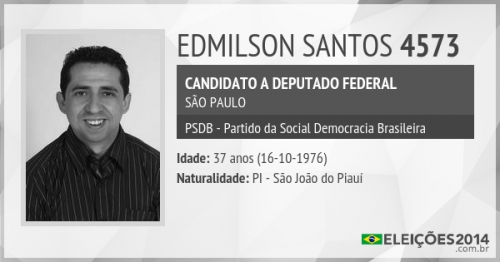 EDMILSON SANTOS 4573
CANDIDATO A DEPUTADO FEDERAL
SÃO PAULO
PSDB - Partido da Social Democracia Brasileira
Idade: 37 anos (16-10-1976)
Naturalidade: PI - São João do Piauí
ELEIÇÕES2014
.com.br